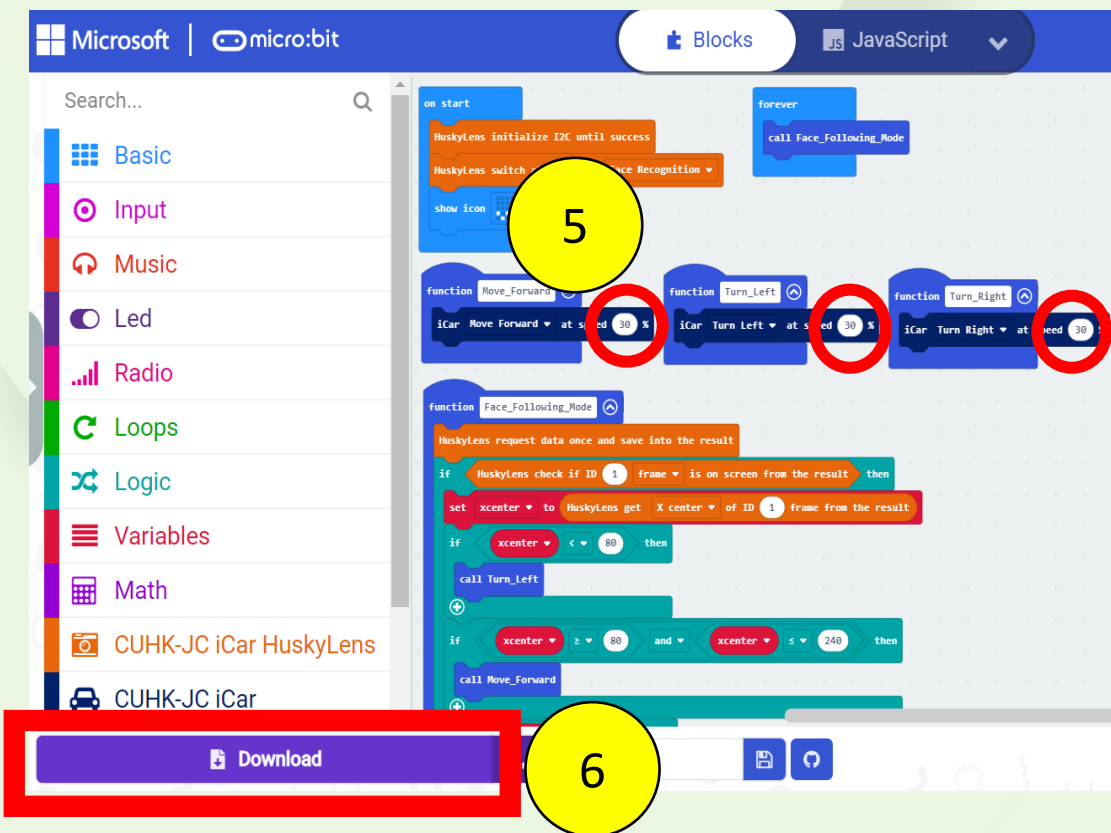 Microsoft micro:bit
Blocks
JS JavaScript
Search...
Basic
Input
Music
Led
Radio
Loops
Logic
Variables
Math
CUHK-JC iCar HuskyLens
CUHK-JC iCar
on start
HuskyLens initialize I2C until success
HuskyLens switch Recognition
show icon
5
forever
call Face_Following_Mode
function Move_Forward
iCar Move Forward at speed 30 %
function Turn_Left
iCar Turn Left at speed 30 %
function Turn_Right
iCar Turn Right at speed 30 %
function Face_Following_Mode
HuskyLens request data once and save into the result
if HuskyLens check if ID 1 frame is on screen from the result then
set xcenter to HuskyLens get X center of ID 1 frame from the result
if xcenter < 80 then
call Turn_Left
if xcenter ≥ 80 and xcenter ≤ 240 then
call Move_Forward
Download
6